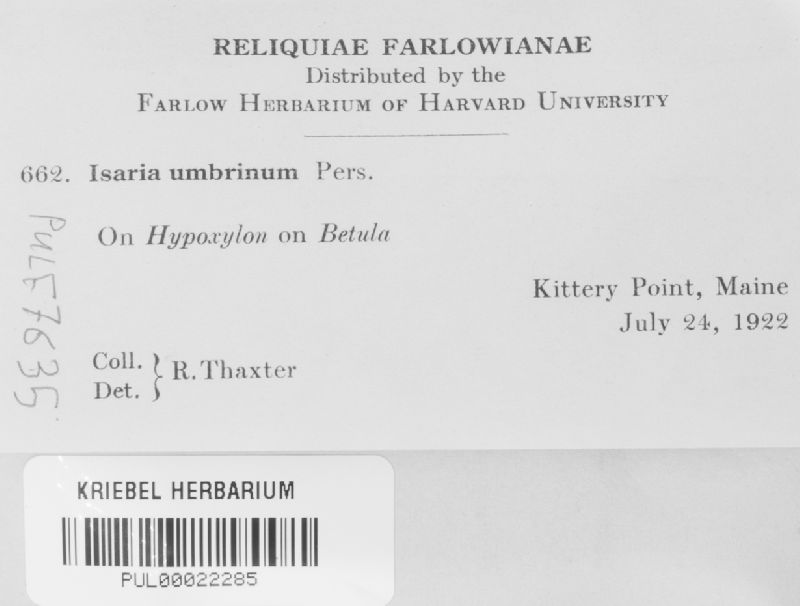 RELIQUIAE FARLOWIANAE
Distributed by the
FARLOW HERBARIUM OF HARVARD UNIVERSITY
662. Isaria umbrinum Pers.
On Hypoxylon on Betula
Kittery Point, Maine
July 24, 1922
Coll.
Det. } R. Thaxter
PUL F7635
KRIEBEL HERBARIUM
PUL00022285